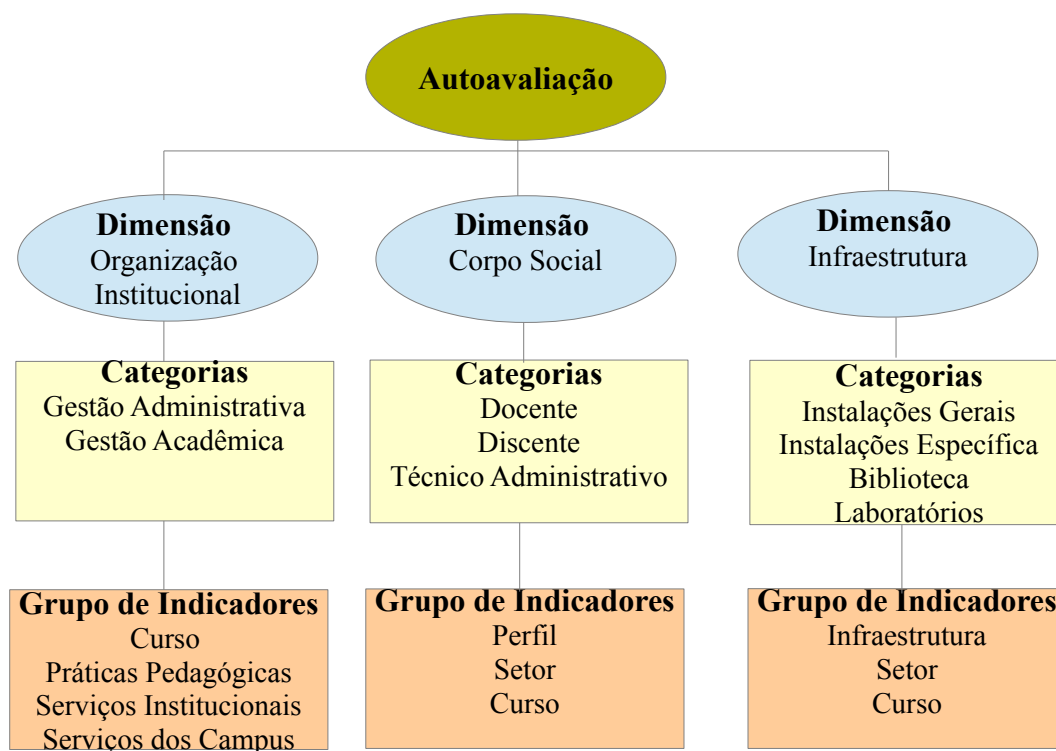 Autoavaliação
Dimensão
Organização
Institucional
Dimensão
Corpo Social
Dimensão
Infraestrutura
Categorias
Gestão Administrativa
Gestão Acadêmica
Categorias
Docente
Discente
Técnico Administrativo
Categorias
Instalações Gerais
Instalações Específica
Biblioteca
Laboratórios
Grupo de Indicadores
Curso
Práticas Pedagógicas
Serviços Institucionais
Serviços dos Campus
Grupo de Indicadores
Perfil
Setor
Curso
Grupo de Indicadores
Infraestrutura
Setor
Curso